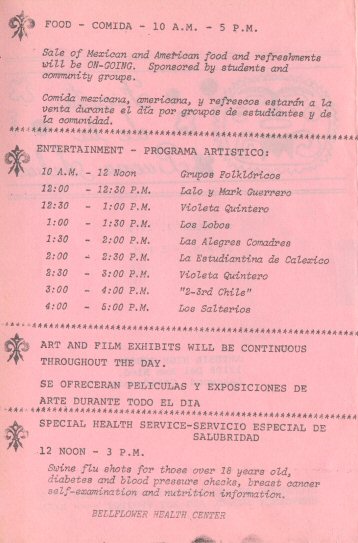 FOOD - COMIDA - 10 A.M. - 5 P.M.
Sale of Mexican and American food and refreshments
will be ON-GOING. Sponsored by students and
community groups.
Comida mexicana, americana, y refrescos estarán a la
venta durante el día por groupos de estudiantes y de
la comunidad.
ENTERTAINMENT - PROGRAMA ARTISTICO:
10 A.M. - 12 Noon Grupos Folklóricos
12:00 - 12:30 P.M. Lalo y Mark Guerrero
12:30 - 1:00 P.M. Violeta Quintero
1:00 - 1:30 P.M. Los Lobos
1:30 - 2:00 P.M. Las Alegres Comadres
2:00 - 2:30 P.M. La Estudiantina de Calexico
2:30 - 3:00 P.M. Violeta Quintero
3:00 - 4:00 P.M. "2-3rd Chile"
4:00 - 5:00 P.M. Los Salterios
ART AND FILM EXHIBITS WILL BE CONTINUOUS
THROUGHOUT THE DAY.
SE OFRECERAN PELICULAS Y EXPOSICIONES DE
ARTE DURANTE TODO EL DIA
SPECIAL HEALTH SERVICE-SERVICIO ESPECIAL DE
SALUBRIDAD
12 NOON - 3 P.M.
Swine flu shots for those over 18 years old,
diabetes and blood pressure checks, breast cancer
self-examination and nutrition information.
BELLFLOWER HEALTH CENTER